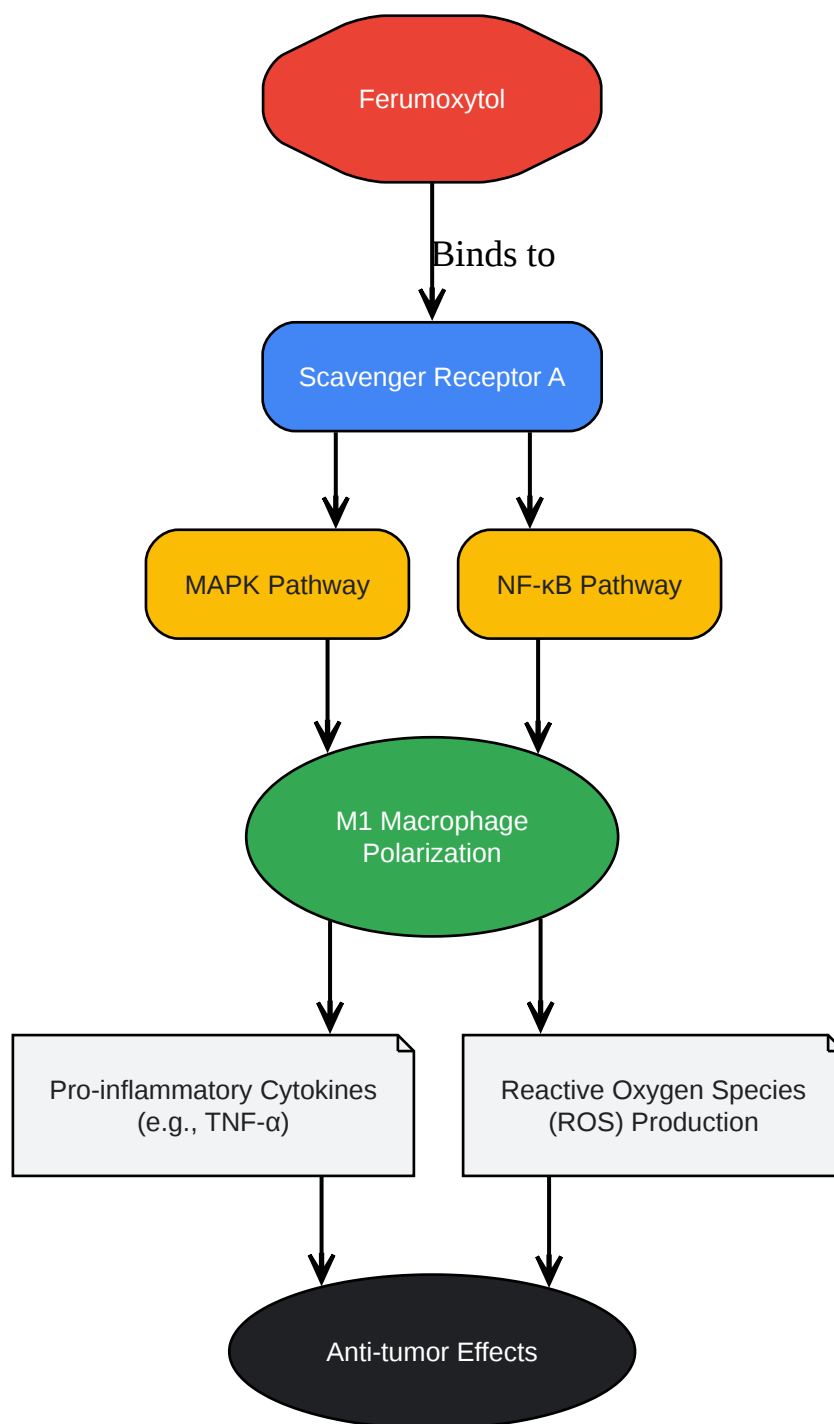 Ferumoxytol
Binds to
Scavenger Receptor A
MAPK Pathway
NF-κB Pathway
M1 Macrophage
Polarization
Pro-inflammatory Cytokines
(e.g., TNF-α)
Reactive Oxygen Species
(ROS) Production
Anti-tumor Effects